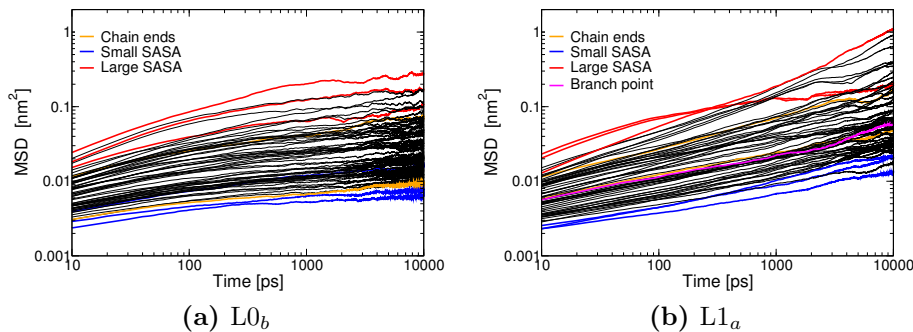 1
0.1
0.01
0.001
MSD [nm²]
Chain ends
Small SASA
Large SASA
10
100
1000
10000
Time [ps]
(a) L0_b
1
0.1
0.01
0.001
MSD [nm²]
Chain ends
Small SASA
Large SASA
Branch point
10
100
1000
10000
Time [ps]
(b) L1_a